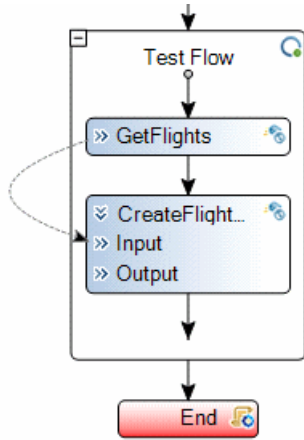 Test Flow
GetFlights
CreateFlight...
Input
Output
End